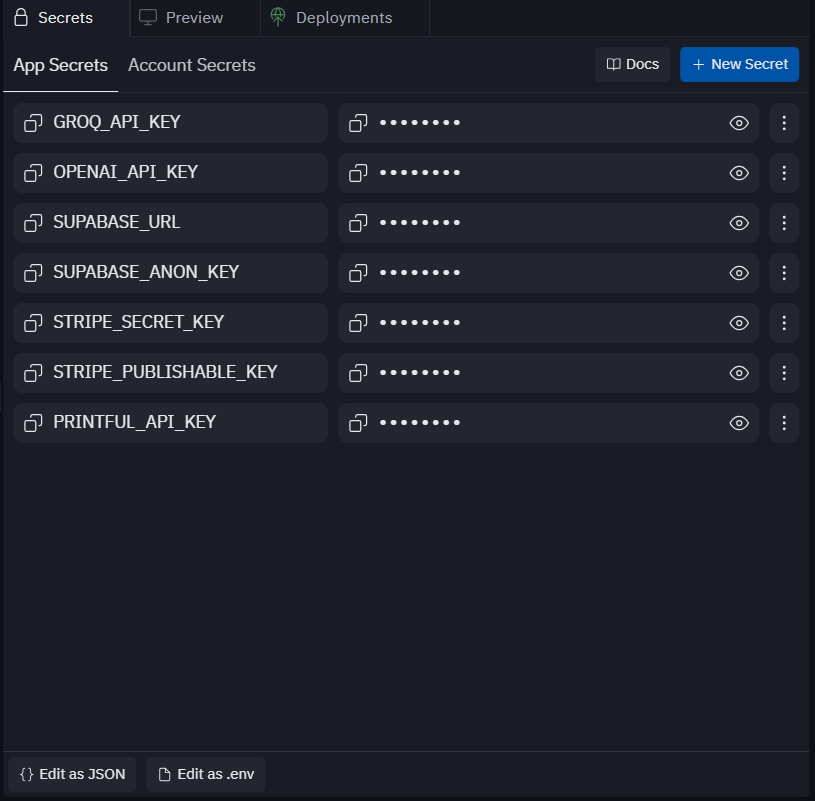 Secrets Preview Deployments
App Secrets Account Secrets Docs + New Secret
GROQ_API_KEY ••••••••
OPENAI_API_KEY ••••••••
SUPABASE_URL ••••••••
SUPABASE_ANON_KEY ••••••••
STRIPE_SECRET_KEY ••••••••
STRIPE_PUBLISHABLE_KEY ••••••••
PRINTFUL_API_KEY ••••••••
{} Edit as JSON Edit as .env